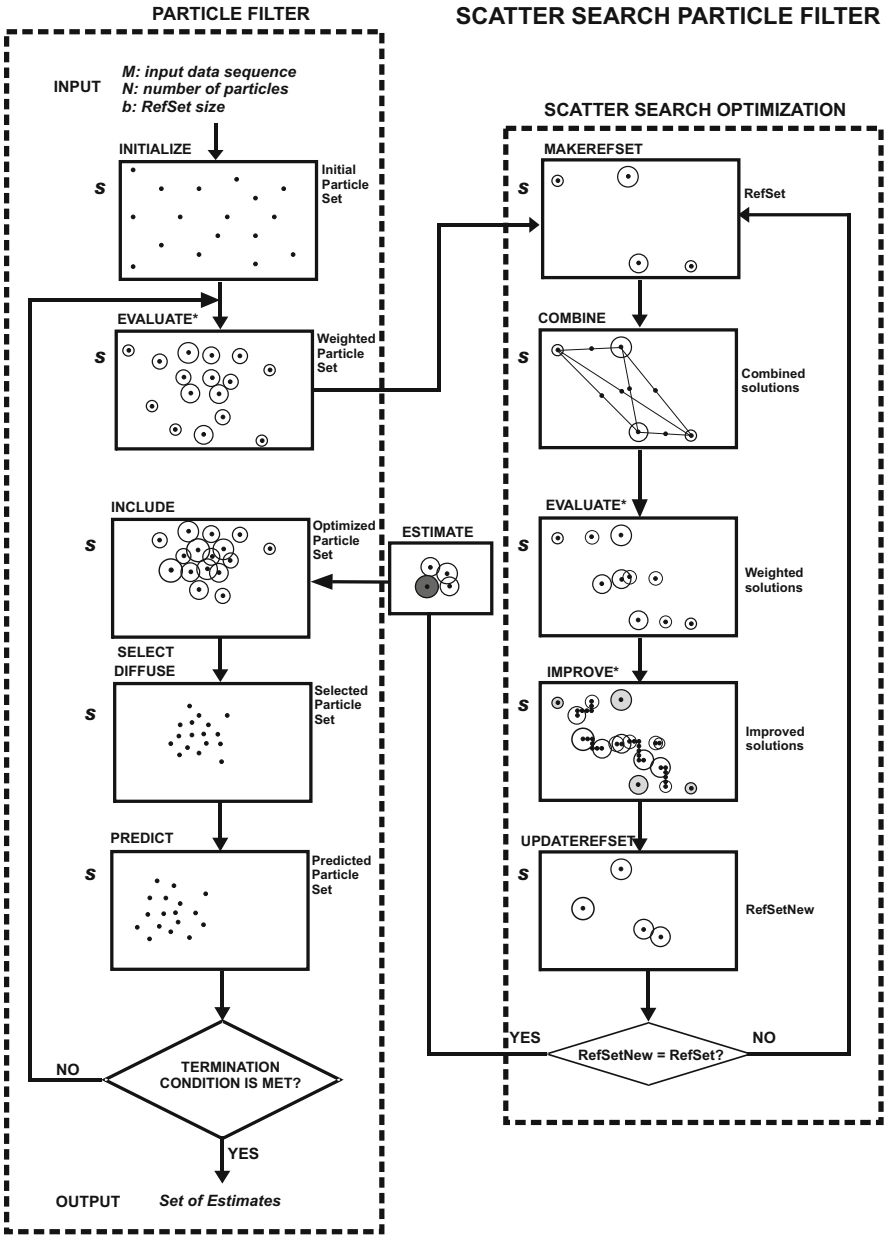 PARTICLE FILTER
SCATTER SEARCH PARTICLE FILTER
INPUT
M: input data sequence
N: number of particles
b: RefSet size
INITIALIZE
S
Initial
Particle
Set
EVALUATE*
S
Weighted
Particle
Set
INCLUDE
S
Optimized
Particle
Set
SELECT
DIFFUSE
S
Selected
Particle
Set
PREDICT
S
Predicted
Particle
Set
TERMINATION
CONDITION IS MET?
NO
YES
OUTPUT
Set of Estimates
ESTIMATE
SCATTER SEARCH OPTIMIZATION
MAKEREFSET
S
RefSet
COMBINE
S
Combined
solutions
EVALUATE*
S
Weighted
solutions
IMPROVE*
S
Improved
solutions
UPDATEREFSET
S
RefSetNew
YES
RefSetNew = RefSet?
NO